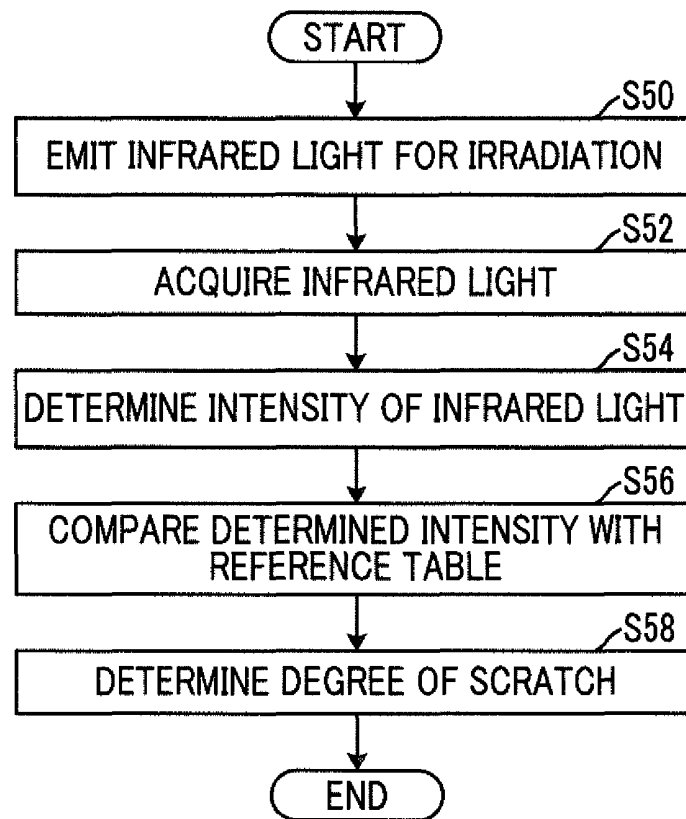 START
S50
EMIT INFRARED LIGHT FOR IRRADIATION
S52
ACQUIRE INFRARED LIGHT
S54
DETERMINE INTENSITY OF INFRARED LIGHT
S56
COMPARE DETERMINED INTENSITY WITH
REFERENCE TABLE
S58
DETERMINE DEGREE OF SCRATCH
END